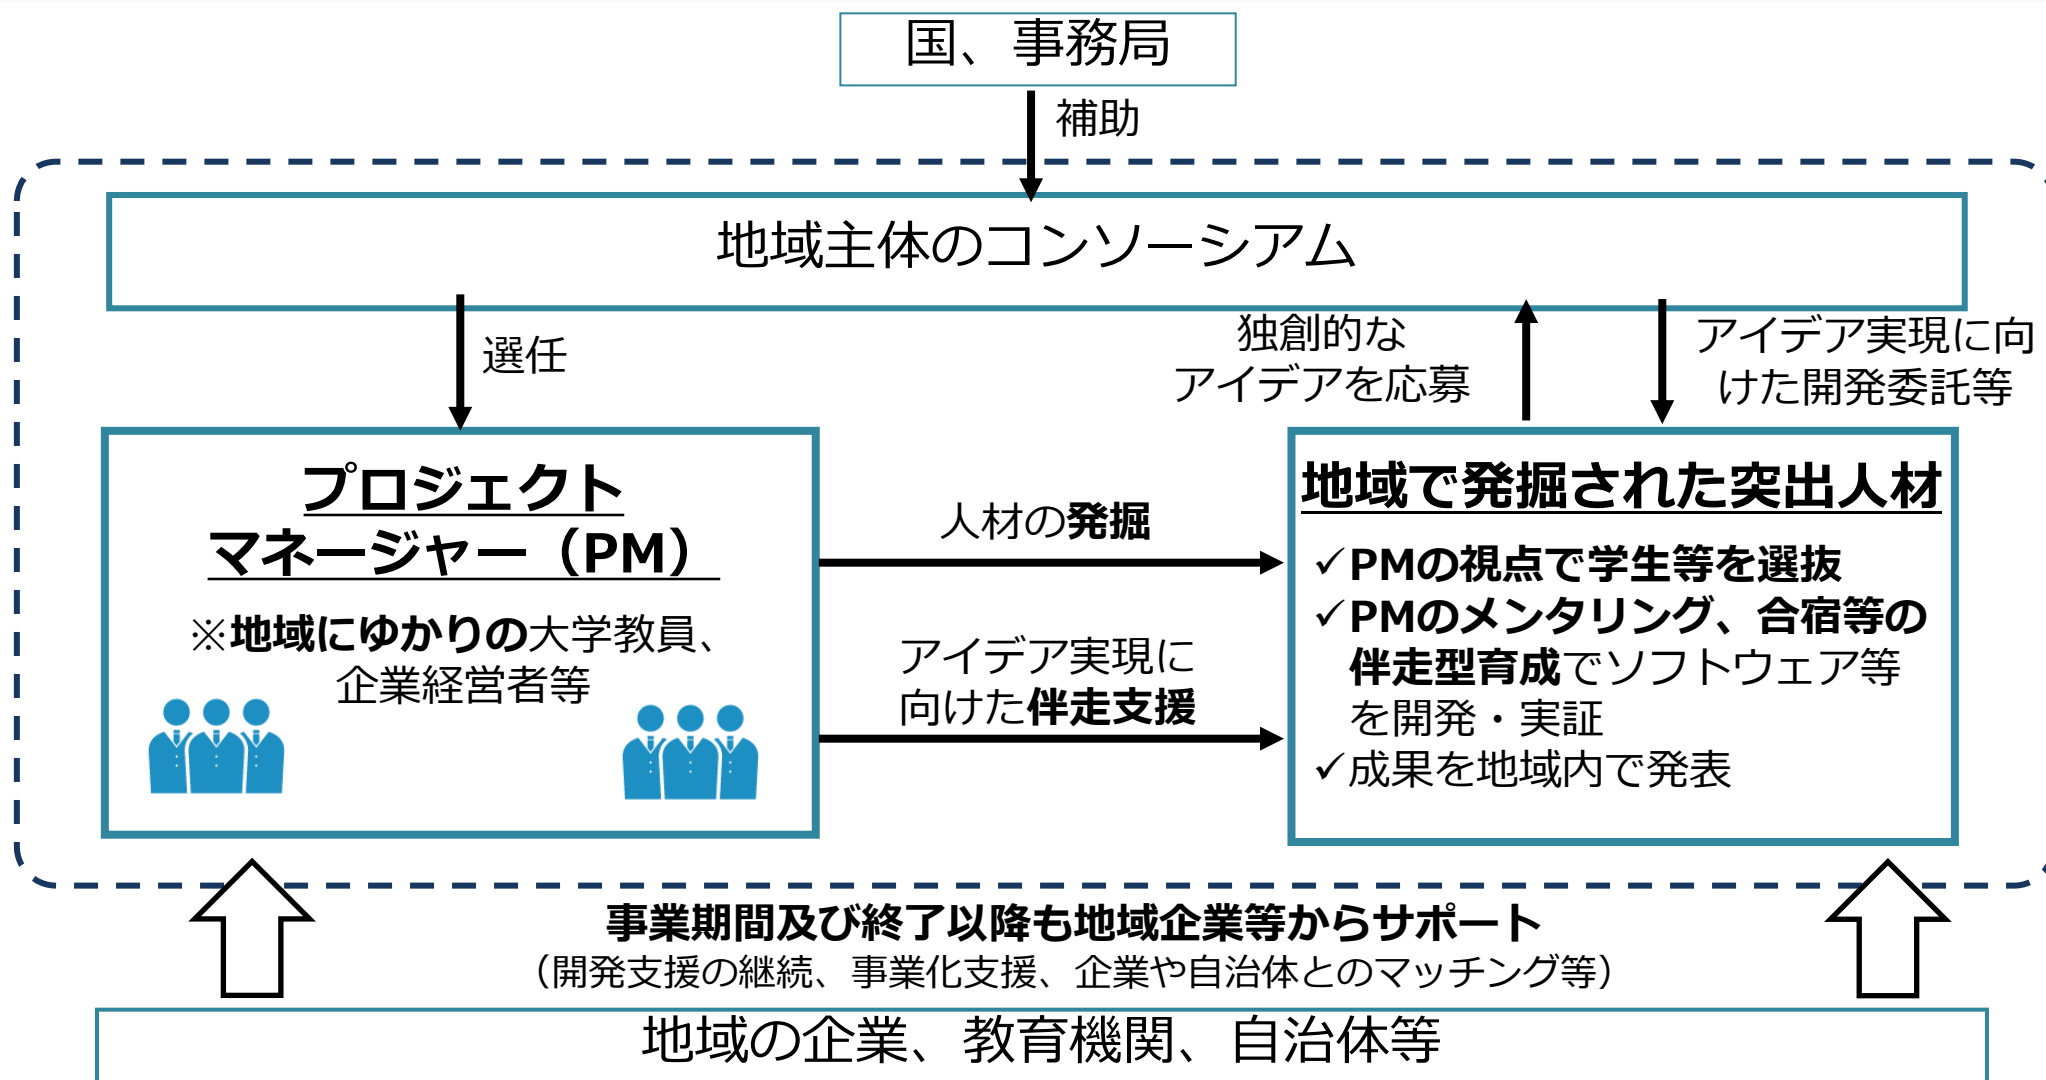 国、事務局
補助
地域主体のコンソーシアム
選任
独創的な
アイデアを応募
アイデア実現に向
けた開発委託等
プロジェクト
マネージャー（PM）
※地域にゆかりの大学教員、
企業経営者等
人材の発掘
アイデア実現に
向けた伴走支援
地域で発掘された突出人材
✓PMの視点で学生等を選抜
✓PMのメンタリング、合宿等の
伴走型育成でソフトウェア等
を開発・実証
✓成果を地域内で発表
事業期間及び終了以降も地域企業等からサポート
（開発支援の継続、事業化支援、企業や自治体とのマッチング等）
地域の企業、教育機関、自治体等